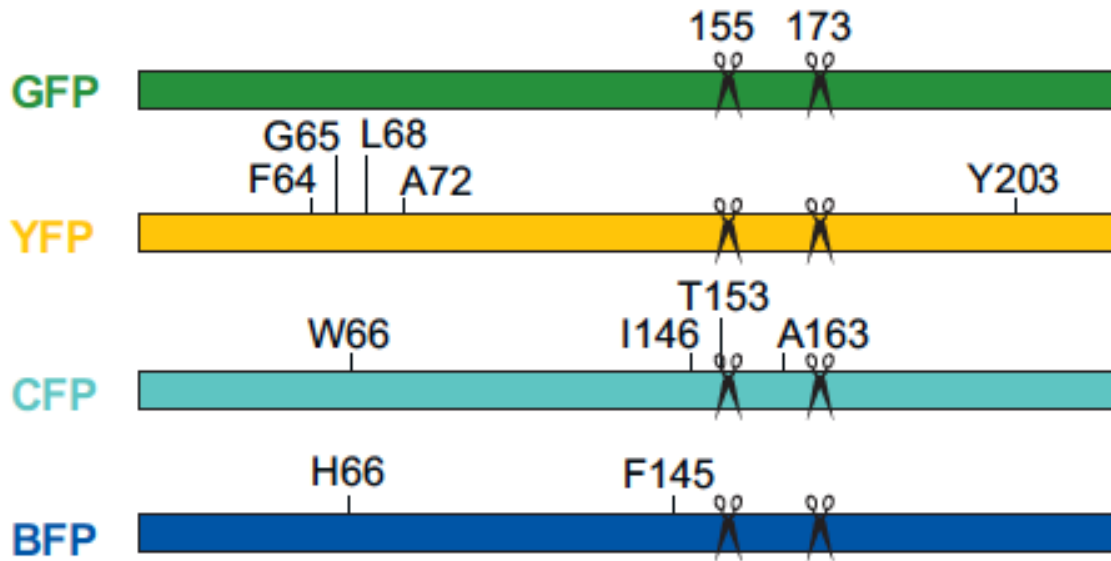 155 173
GFP
G65 L68
F64 A72 Y203
YFP
T153
W66 I146 A163
CFP
H66 F145
BFP